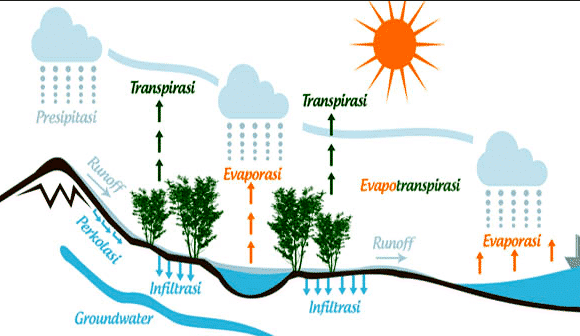 Transpirasi
Transpirasi
Presipitasi
Runoff
Evaporasi
Evapotranspirasi
Perkolasi
Runoff
Evaporasi
Infiltrasi
Infiltrasi
Groundwater